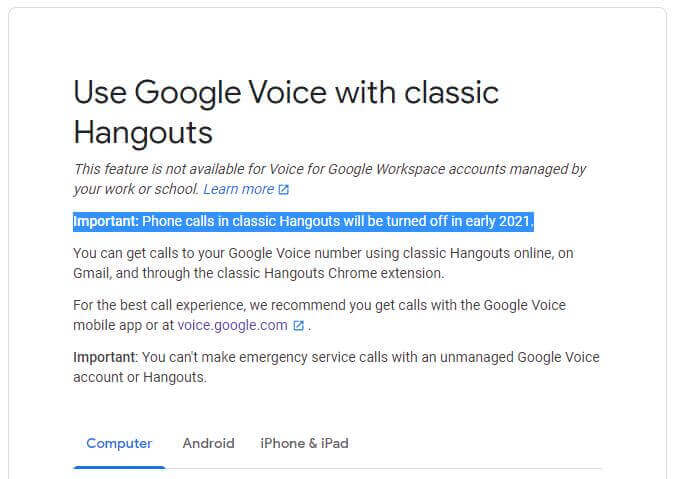 Use Google Voice with classic
Hangouts
This feature is not available for Voice for Google Workspace accounts managed by
your work or school. Learn more
Important: Phone calls in classic Hangouts will be turned off in early 2021.
You can get calls to your Google Voice number using classic Hangouts online, on
Gmail, and through the classic Hangouts Chrome extension.
For the best call experience, we recommend you get calls with the Google Voice
mobile app or at voice.google.com .
Important: You can't make emergency service calls with an unmanaged Google Voice
account or Hangouts.
Computer Android iPhone & iPad